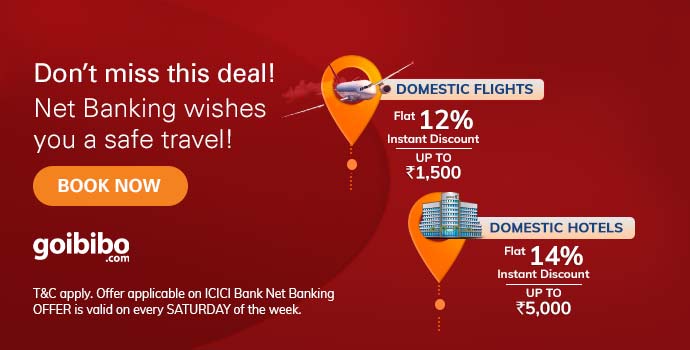 Don't miss this deal!
Net Banking wishes
you a safe travel!
BOOK NOW
goibibo
.com
T&C apply. Offer applicable on ICICI Bank Net Banking
OFFER is valid on every SATURDAY of the week.
DOMESTIC FLIGHTS
Flat 12%
Instant Discount
UP TO
₹1,500
DOMESTIC HOTELS
Flat 14%
Instant Discount
UP TO
₹5,000